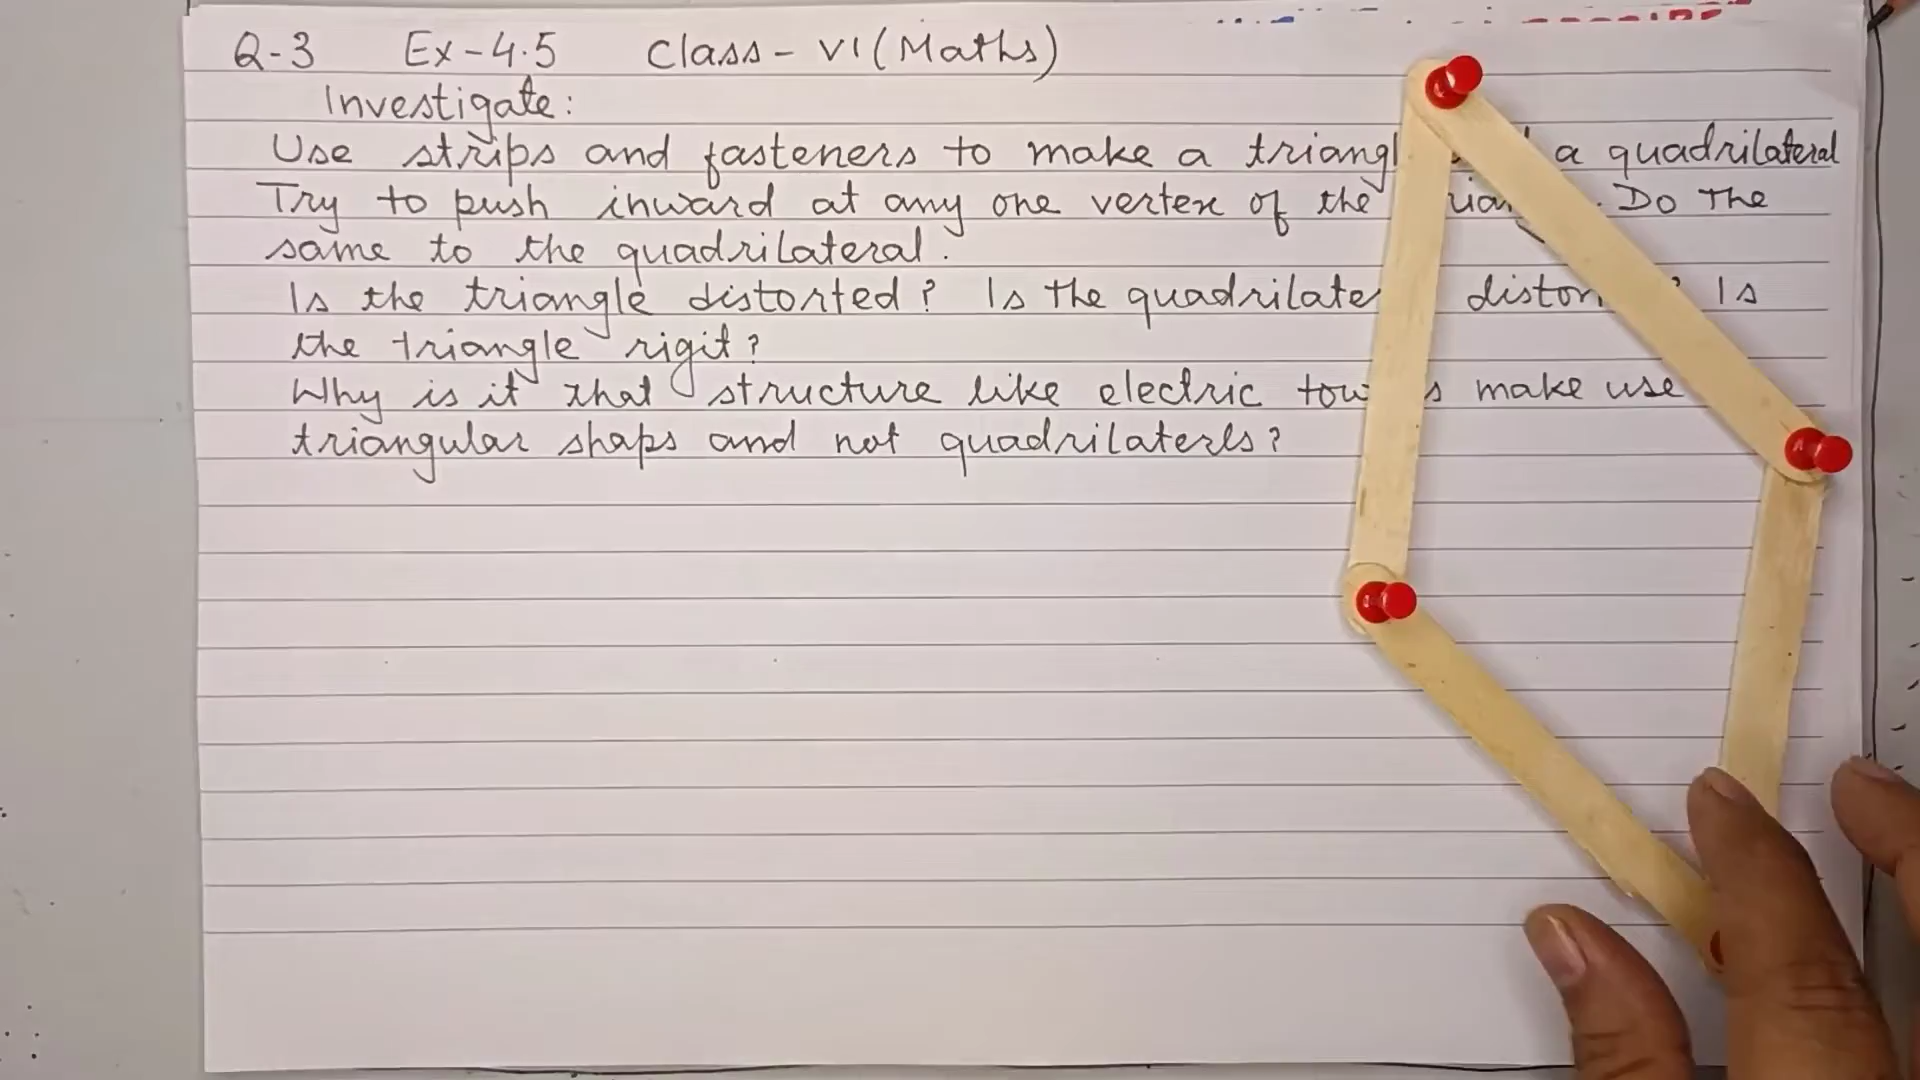 Q-3 Ex-4.5 Class- VI (Maths)
Investigate:
Use strips and fasteners to make a triangl a quadrilateral
Try to push inward at any one vertex of the . Do The
same to the quadrilateral.
Is the triangle distorted? Is The quadrilate distor ? Is
the triangle rigit?
Why is it that structure like electric tow s make use
triangular shaps and not quadrilaterls?